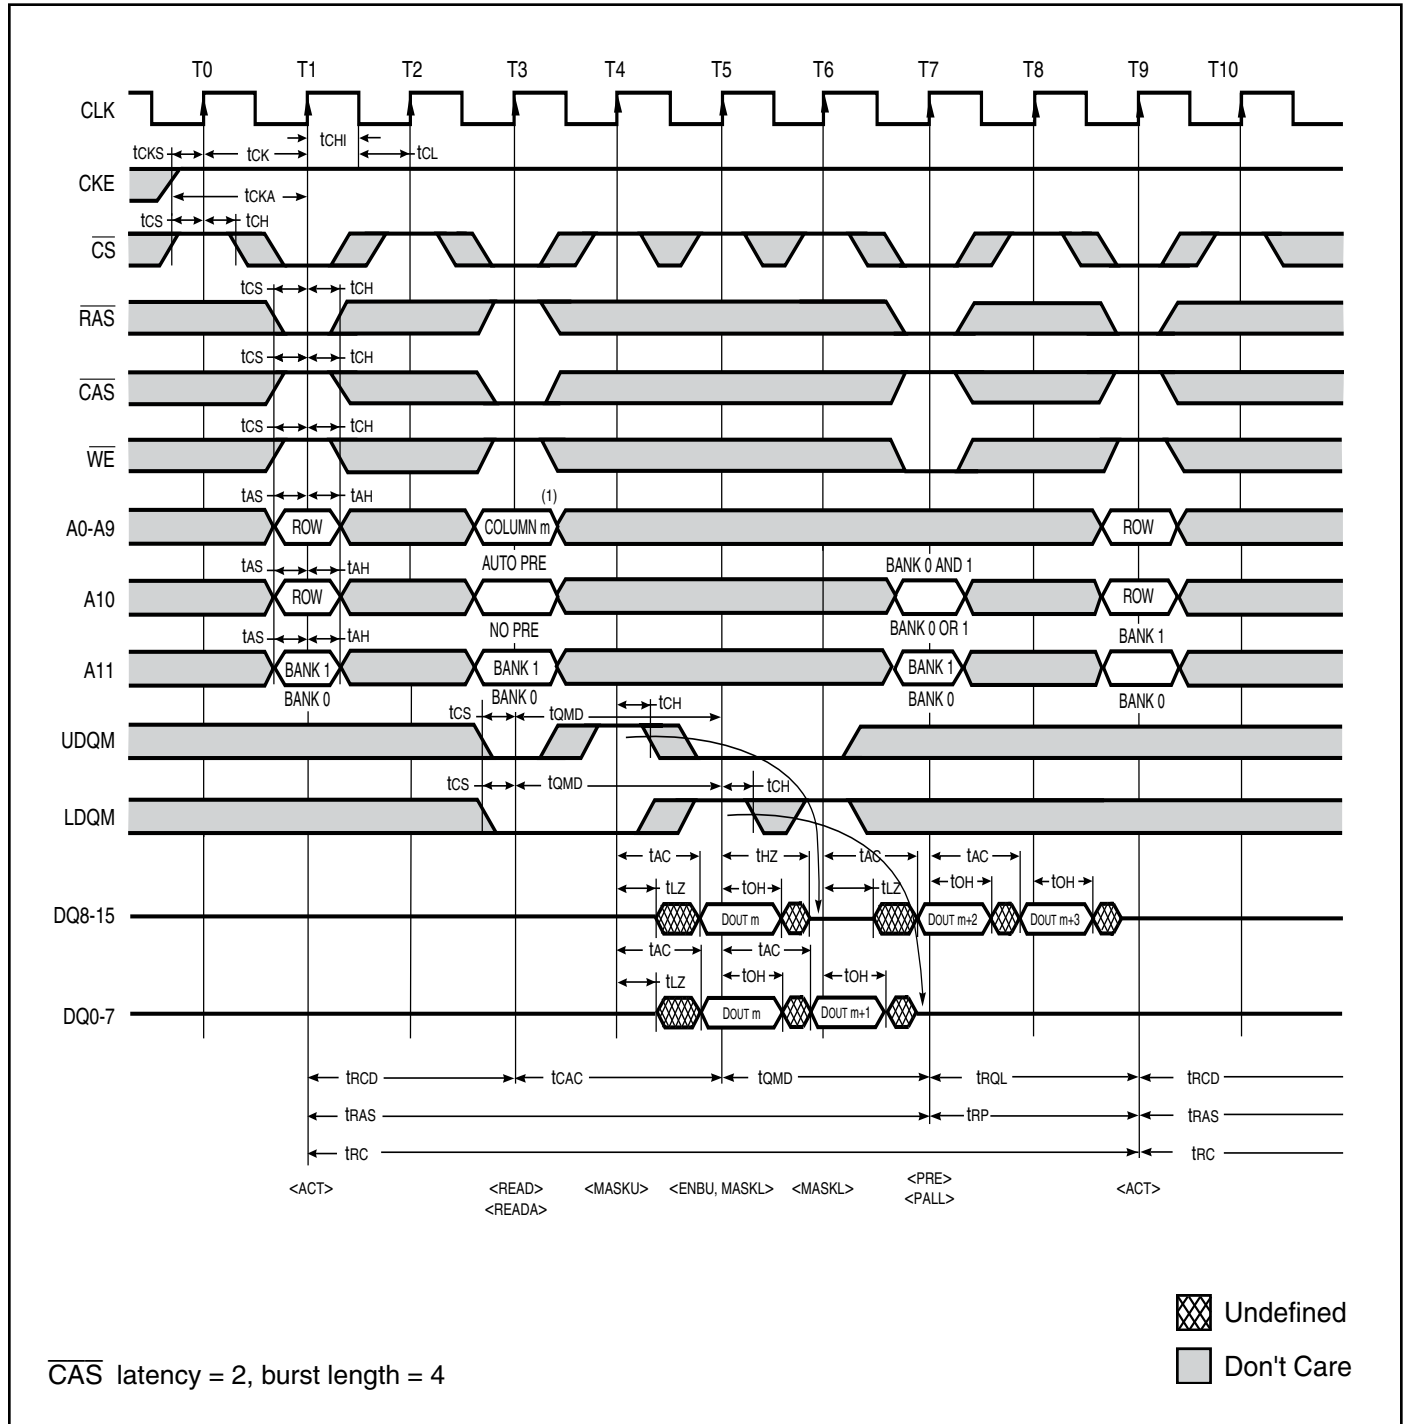 T0 T1 T2 T3 T4 T5 T6 T7 T8 T9 T10
CLK
tCHI
tCKS tCK tCL
CKE
tCKA
tCS tCH
CS
tCS tCH
RAS
tCS tCH
CAS
tCS tCH
WE
tAS tAH (1)
A0-A9 ROW COLUMN m ROW
tAS tAH AUTO PRE BANK 0 AND 1
A10 ROW ROW
NO PRE BANK 0 OR 1 BANK 1
tAS tAH
A11 BANK 1 BANK 1 BANK 1
BANK 0 BANK 0 BANK 0 BANK 0
tCH
tCS tQMD
UDQM
tCS tQMD tCH
LDQM
tAC tHZ tAC tAC
tLZ tOH tLZ tOH tOH
DQ8-15 DOUT m DOUT m+2 DOUT m+3
tAC tAC
tLZ tOH tOH
DQ0-7 DOUT m DOUT m+1
tRCD tCAC tQMD tRQL tRCD
tRAS tRP tRAS
tRC tRC
<ACT> <READ> <MASKU> <ENBU, MASKL> <MASKL> <PRE> <ACT>
<READA> <PALL>
Undefined
Don't Care
CAS latency = 2, burst length = 4